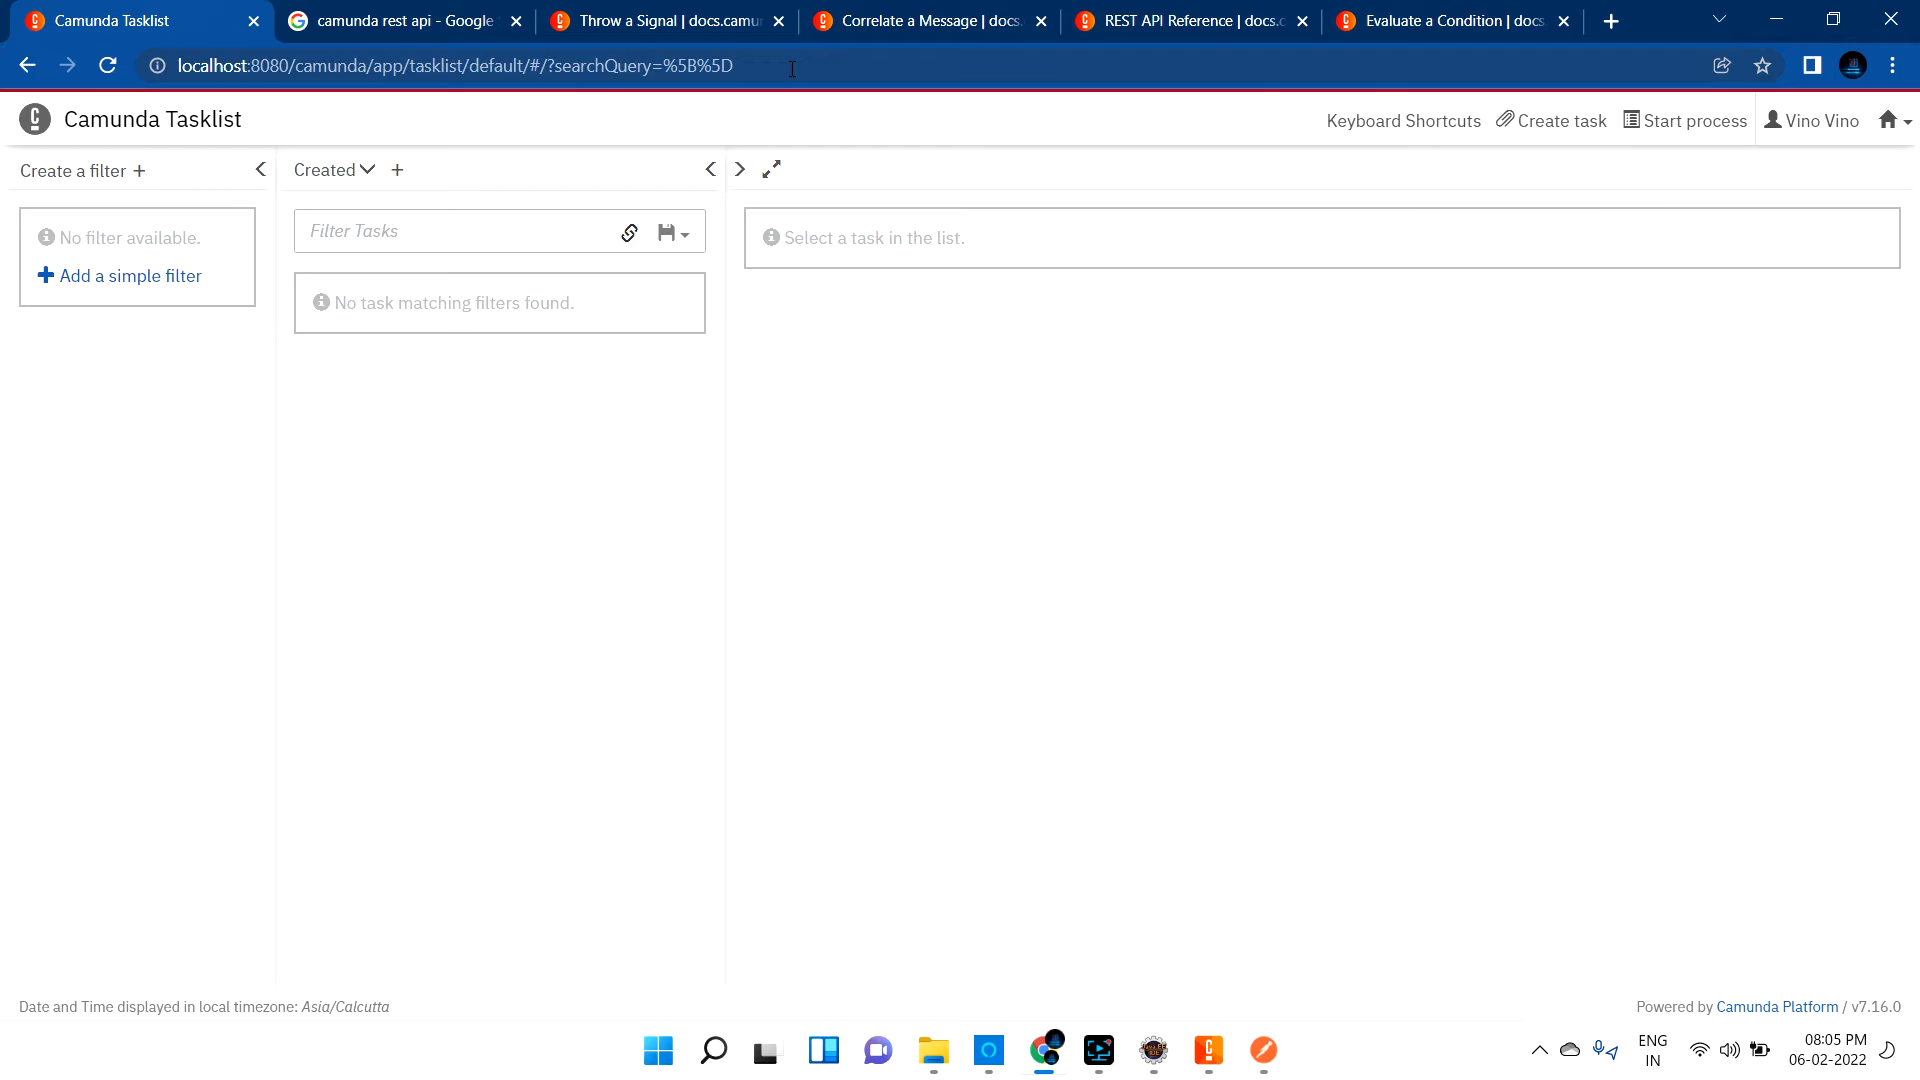 Camunda Tasklist
camunda rest api - Google
Throw a Signal | docs.camu
Correlate a Message | docs.
REST API Reference | docs.c
Evaluate a Condition | docs
localhost:8080/camunda/app/tasklist/default/#/?searchQuery=%5B%5D
Camunda Tasklist
Keyboard Shortcuts
Create task
Start process
Vino Vino
Create a filter +
Created
Filter Tasks
No filter available.
Add a simple filter
No task matching filters found.
Select a task in the list.
Date and Time displayed in local timezone: Asia/Calcutta
Powered by Camunda Platform / v7.16.0
ENG
IN
08:05 PM
06-02-2022